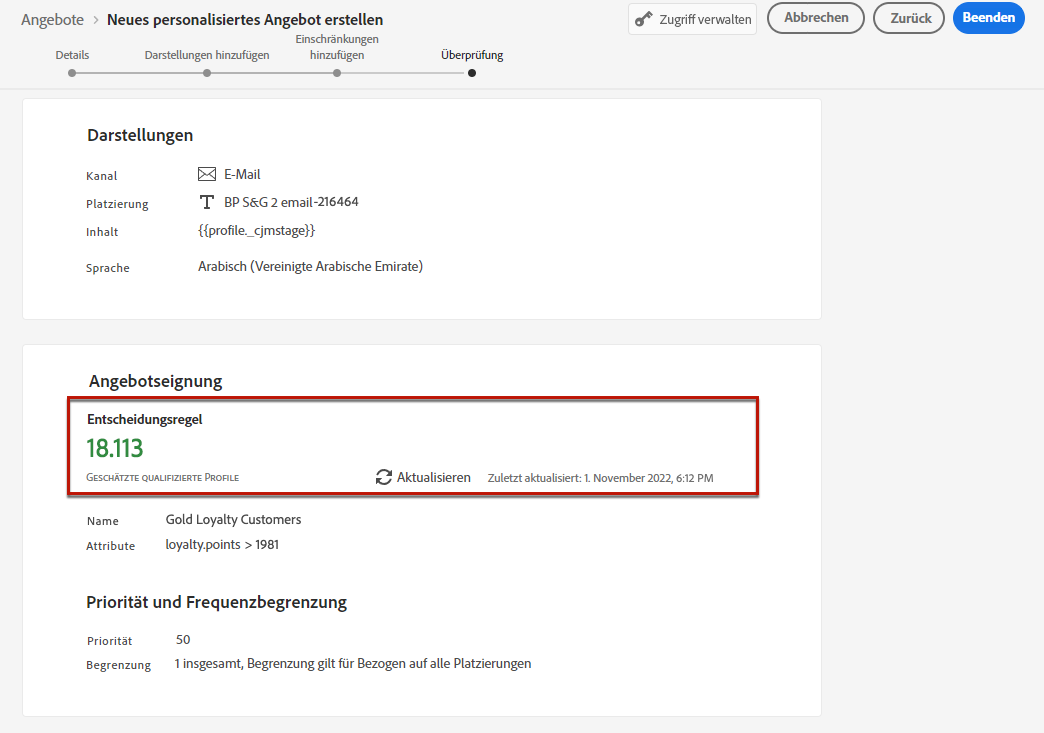 Angebote > Neues personalisiertes Angebot erstellen
Zugriff verwalten
Abbrechen
Zurück
Beenden
Details
Darstellungen hinzufügen
Einschränkungen
hinzufügen
Überprüfung
Darstellungen
Kanal E-Mail
Platzierung BP S&G 2 email-216464
Inhalt {{profile._cjmstage}}
Sprache Arabisch (Vereinigte Arabische Emirate)
Angebotseignung
Entscheidungsregel
18.113
Geschätzte qualifizierte Profile Aktualisieren Zuletzt aktualisiert: 1. November 2022, 6:12 PM
Name Gold Loyalty Customers
Attribute loyalty.points > 1981
Priorität und Frequenzbegrenzung
Priorität 50
Begrenzung 1 insgesamt, Begrenzung gilt für Bezogen auf alle Platzierungen